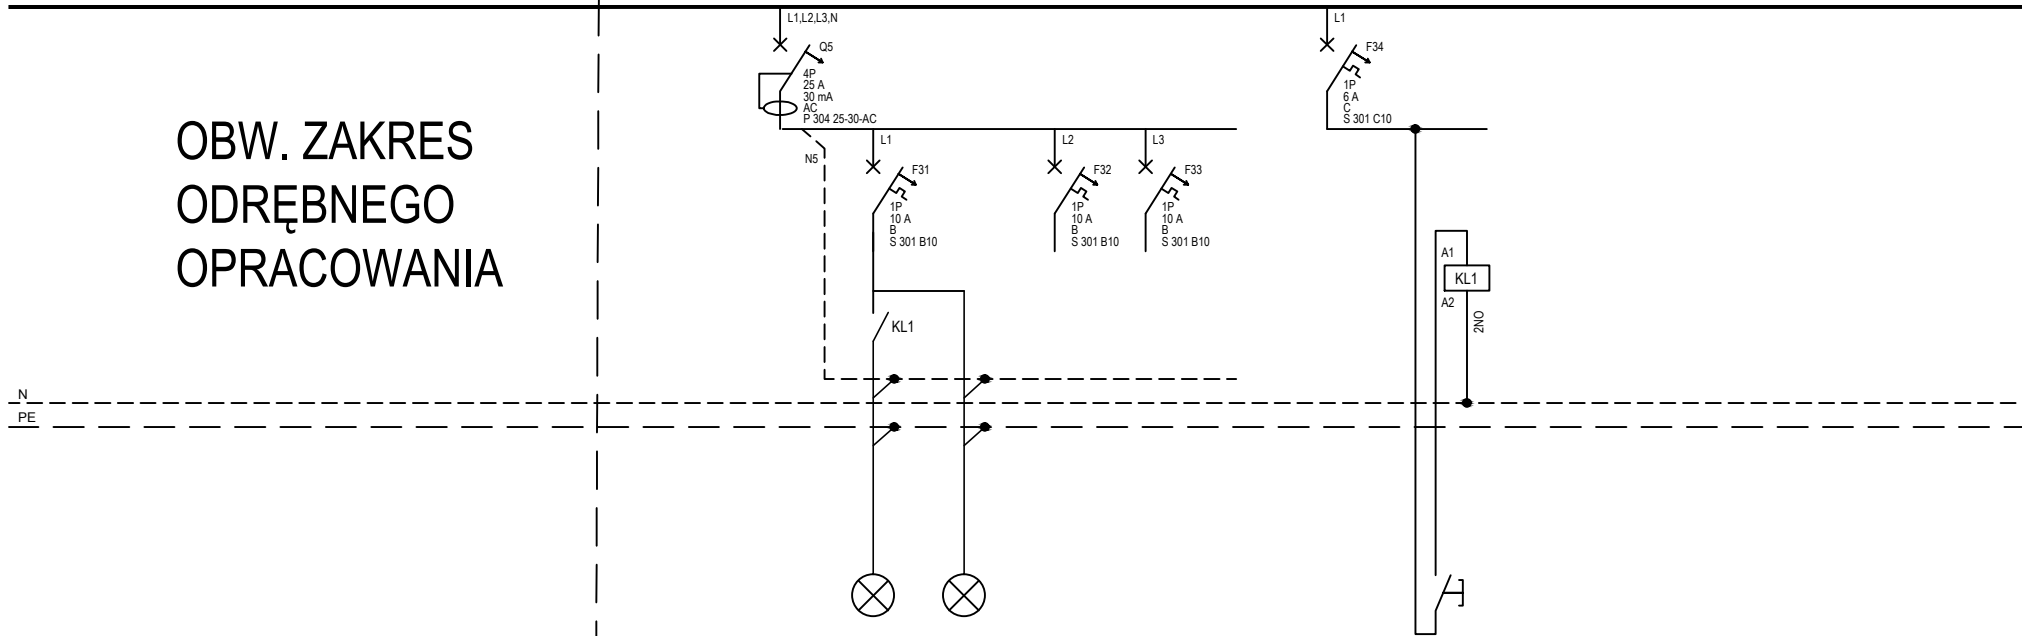 L1,L2,L3,N
L1
Q5
4P
25 A
30 mA
AC
P 304 25-30-AC
F34
1P
6 A
C
S 301 C10
OBW. ZAKRES
ODRĘBNEGO
OPRACOWANIA
N5
L1
F31
1P
10 A
B
S 301 B10
L2
F32
1P
10 A
B
S 301 B10
L3
F33
1P
10 A
B
S 301 B10
KL1
A1
KL1
A2
2NO
N
PE